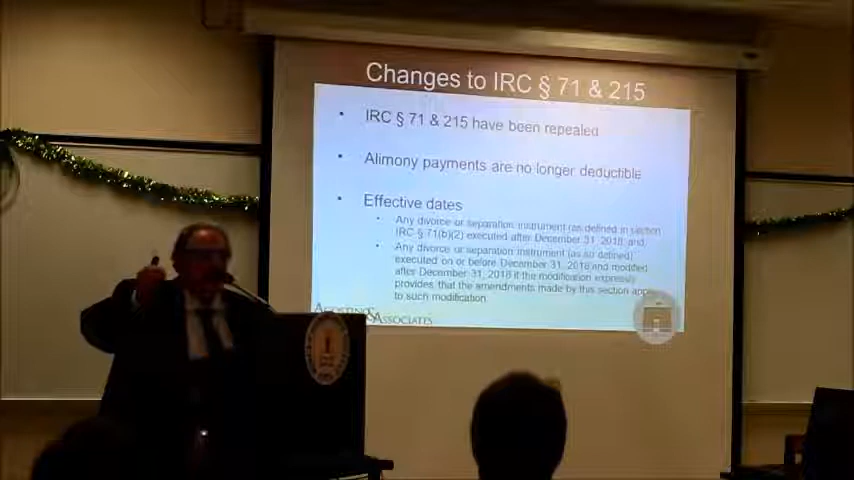 Changes to IRC § 71 & 215
• IRC § 71 & 215 have been repealed
• Alimony payments are no longer deductible
• Effective dates
• Any divorce or separation instrument (as defined in section
IRC § 71(b)(2) executed after December 31, 2018, and
• Any divorce or separation instrument (as so defined)
executed on or before December 31, 2018 and modified
after December 31, 2018 if the modification expressly
provides that the amendments made by this section apply
to such modification.
AGOSTINO & ASSOCIATES